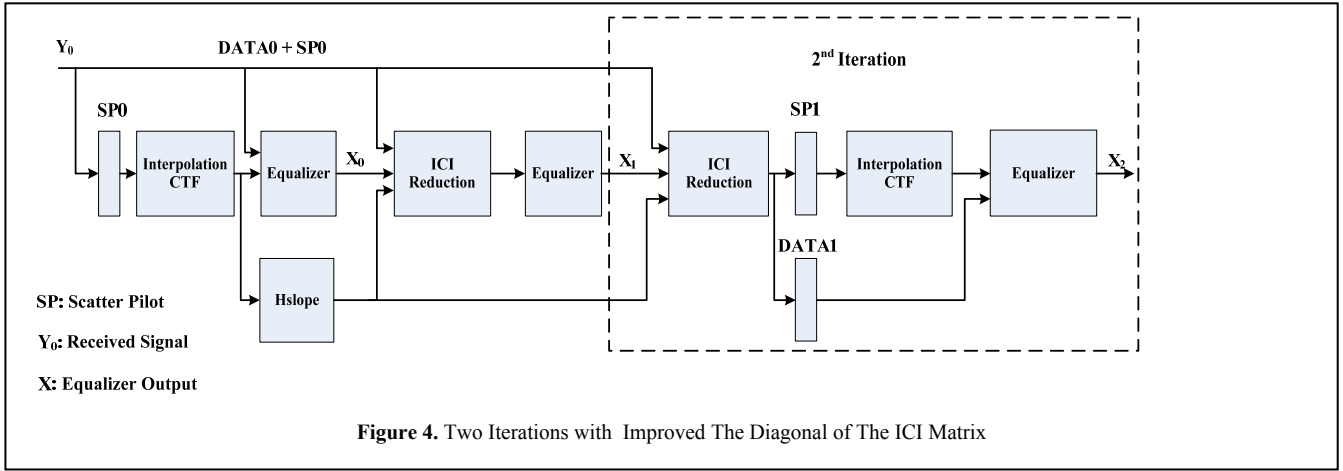 Y₀
DATA0 + SP0
2nd Iteration
SP0
SP1
Interpolation
CTF
Equalizer
X₀
ICI
Reduction
Equalizer
X₁
ICI
Reduction
Interpolation
CTF
Equalizer
X₂
DATA1
Hslope
SP: Scatter Pilot
Y₀: Received Signal
X: Equalizer Output
Figure 4. Two Iterations with Improved The Diagonal of The ICI Matrix